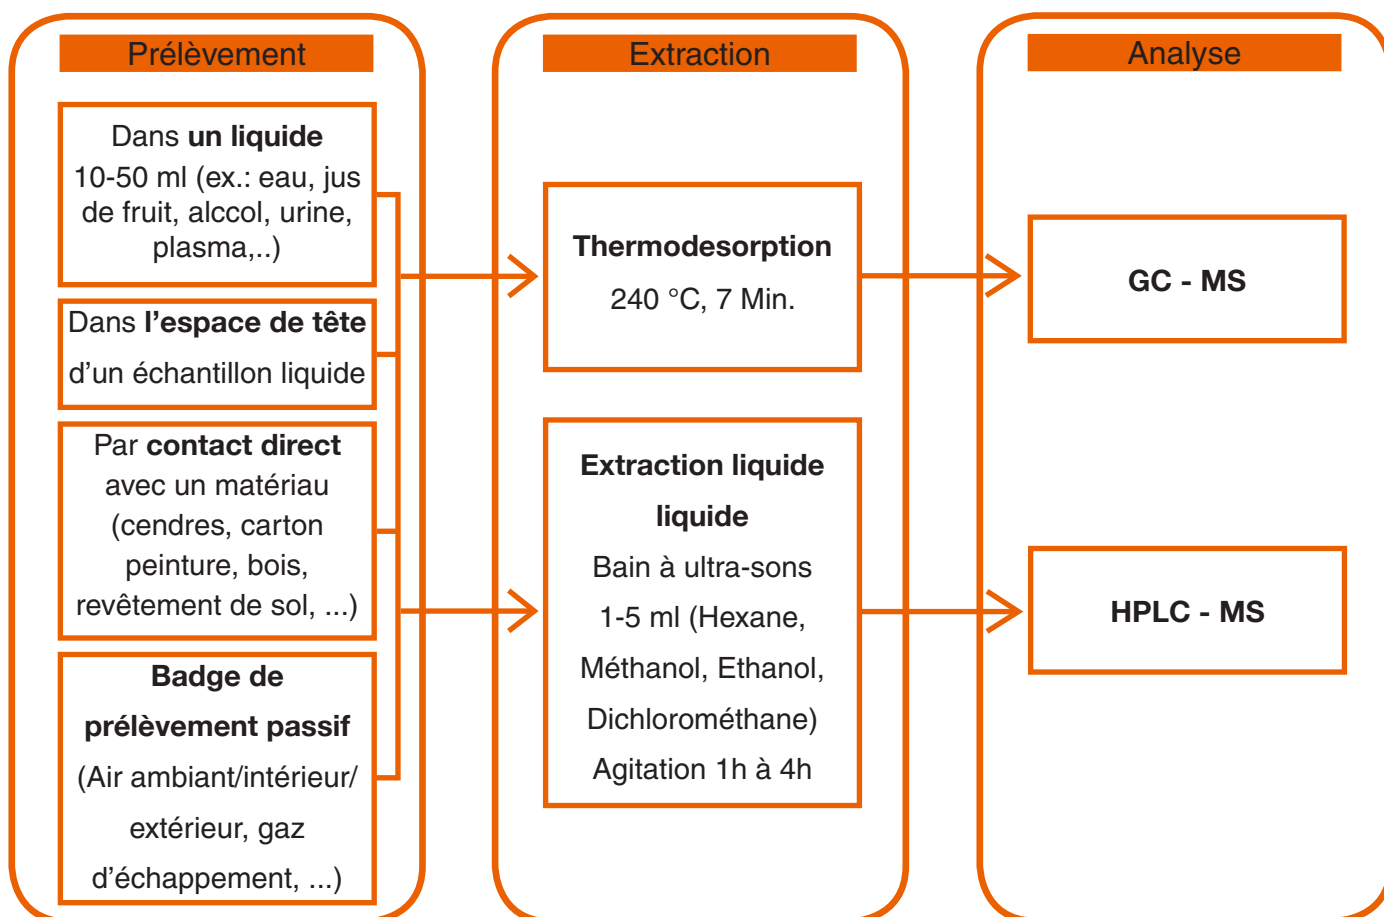 Prélèvement
Dans un liquide
10-50 ml (ex.: eau, jus
de fruit, alccol, urine,
plasma,..)
Dans l’espace de tête
d’un échantillon liquide
Par contact direct
avec un matériau
(cendres, carton
peinture, bois,
revêtement de sol, ...)
Badge de
prélèvement passif
(Air ambiant/intérieur/
extérieur, gaz
d’échappement, ...)
Extraction
Thermodesorption
240 °C, 7 Min.
Extraction liquide
liquide
Bain à ultra-sons
1-5 ml (Hexane,
Méthanol, Ethanol,
Dichlorométhane)
Agitation 1h à 4h
Analyse
GC - MS
HPLC - MS